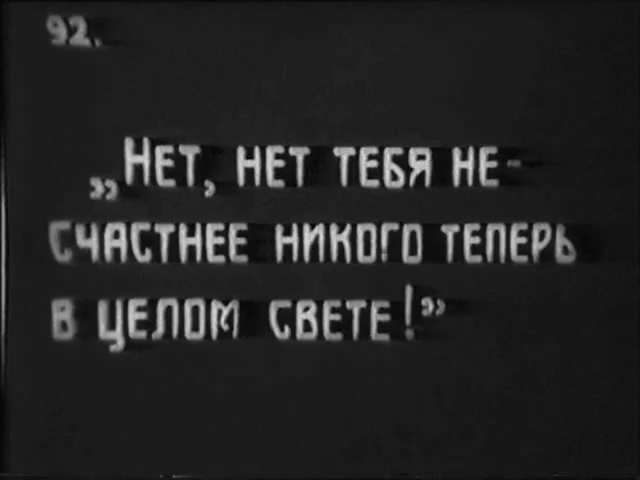 92.
„Нет, нет тебя не-
счастнее никого теперь
в целом свете!”